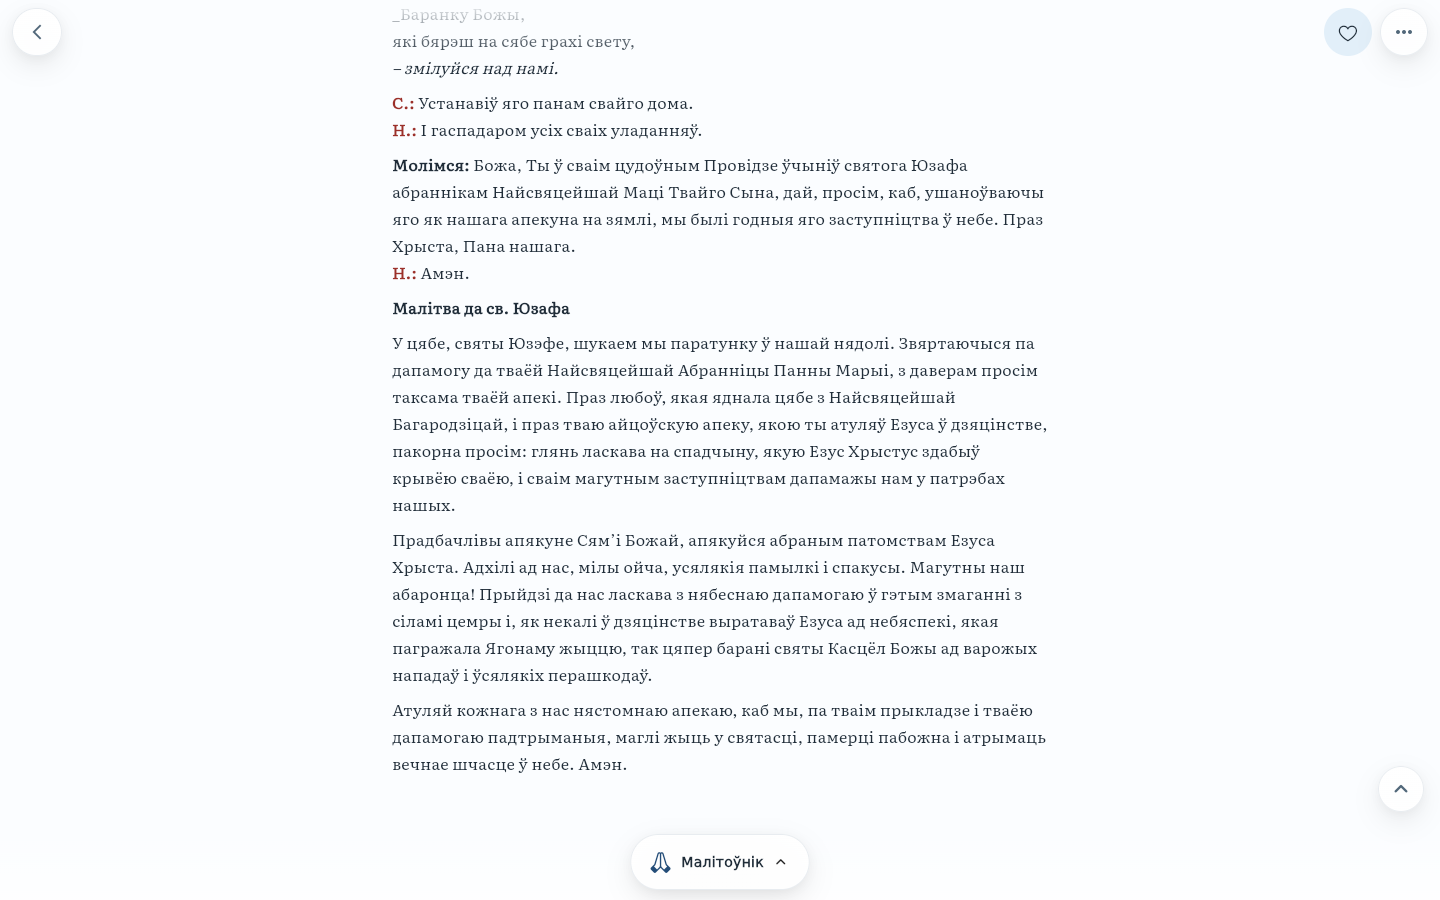 _Баранку Божы,
які бярэш на сябе грахі свету,
– змілуйся над намі.
С.: Устанавіў яго панам свайго дома.
Н.: І гаспадаром усіх сваіх уладанняў.
Молімся: Божа, Ты ў сваім цудоўным Провідзе ўчыніў святога Юзафа
абраннікам Найсвяцейшай Маці Твайго Сына, дай, просім, каб, ушаноўваючы
яго як нашага апекуна на зямлі, мы былі годныя яго заступніцтва ў небе. Праз
Хрыста, Пана нашага.
Н.: Амэн.
Малітва да св. Юзафа
У цябе, святы Юзэфе, шукаем мы паратунку ў нашай нядолі. Звяртаючыся па
дапамогу да тваёй Найсвяцейшай Абранніцы Панны Марыі, з даверам просім
таксама тваёй апекі. Праз любоў, якая яднала цябе з Найсвяцейшай
Багародзіцай, і праз тваю айцоўскую апеку, якою ты атуляў Езуса ў дзяцінстве,
пакорна просім: глянь ласкава на спадчыну, якую Езус Хрыстус здабыў
крывёю сваёю, і сваім магутным заступніцтвам дапамажы нам у патрэбах
нашых.
Прадбачлівы апякуне Сям’і Божай, апякуйся абраным патомствам Езуса
Хрыста. Адхілі ад нас, мілы ойча, усялякія памылкі і спакусы. Магутны наш
абаронца! Прыйдзі да нас ласкава з нябеснаю дапамогаю ў гэтым змаганні з
сіламі цемры і, як некалі ў дзяцінстве выратаваў Езуса ад небяспекі, якая
пагражала Ягонаму жыццю, так цяпер барані святы Касцёл Божы ад варожых
нападаў і ўсялякіх перашкодаў.
Атуляй кожнага з нас нястомнаю апекаю, каб мы, па тваім прыкладзе і тваёю
дапамогаю падтрыманыя, маглі жыць у святасці, памерці пабожна і атрымаць
вечнае шчасце ў небе. Амэн.
Малітоўнік